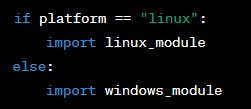 if platform == "linux":
    import linux_module
else:
    import windows_module